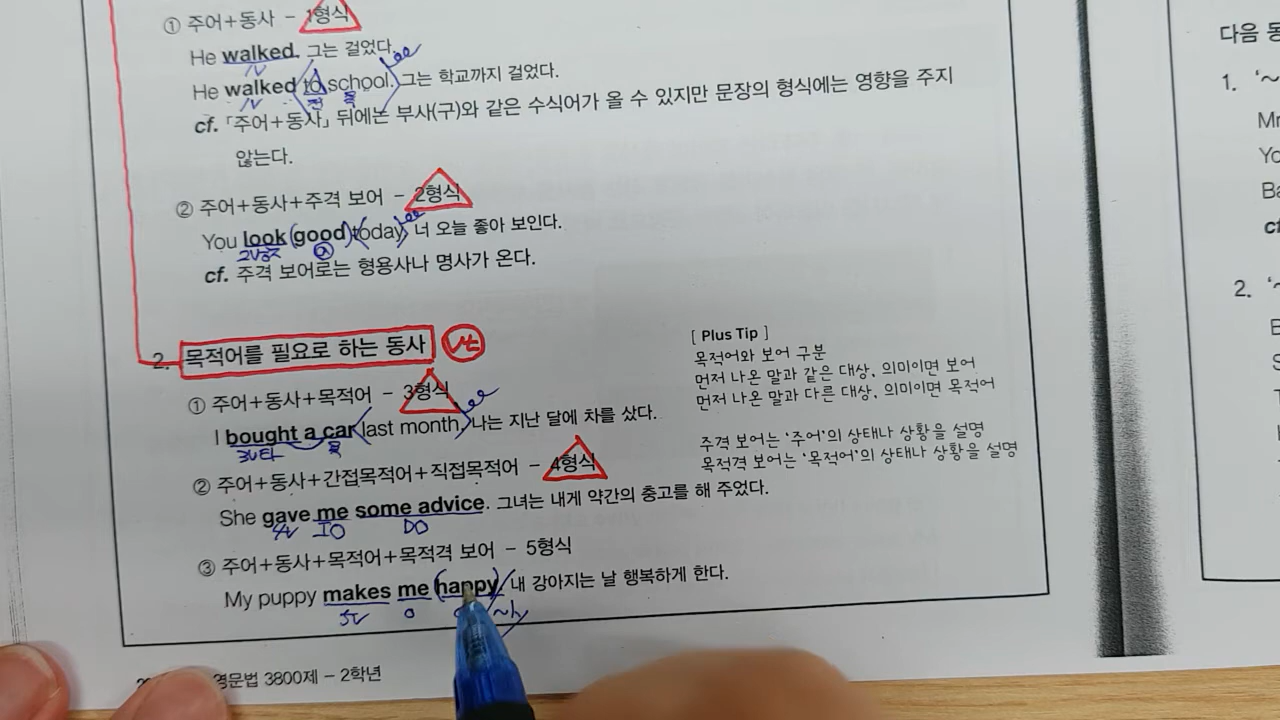 ① 주어+동사 - 1형식
He walked. 그는 걸었다.
1V
He walked to school. 그는 학교까지 걸었다.
1V 전 목
cf. 「주어+동사」 뒤에는 부사(구)와 같은 수식어가 올 수 있지만 문장의 형식에는 영향을 주지
않는다.
② 주어+동사+주격 보어 - 2형식
You look (good) today. 너 오늘 좋아 보인다.
cf. 주격 보어로는 형용사나 명사가 온다.
2. 목적어를 필요로 하는 동사 Vt
① 주어+동사+목적어 - 3형식
I bought a car last month. 나는 지난 달에 차를 샀다.
목
② 주어+동사+간접목적어+직접목적어 - 4형식
She gave me some advice. 그녀는 내게 약간의 충고를 해 주었다.
4V IO DO
③ 주어+동사+목적어+목적격 보어 - 5형식
My puppy makes me (happy). 내 강아지는 날 행복하게 한다.
5V O
[ Plus Tip ]
목적어와 보어 구분
먼저 나온 말과 같은 대상, 의미이면 보어
먼저 나온 말과 다른 대상, 의미이면 목적어
주격 보어는 '주어'의 상태나 상황을 설명
목적격 보어는 '목적어'의 상태나 상황을 설명
영문법 3800제 - 2학년
다음 동
1. '~
Mr
Yo
Ba
cf
2. '~